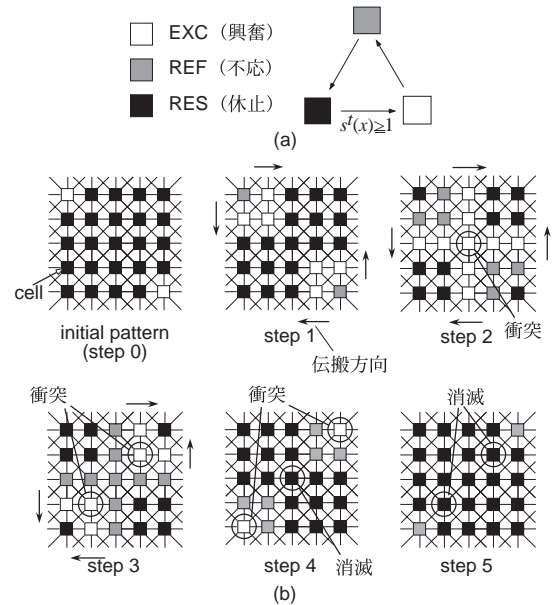 EXC（興奮）
REF（不応）
RES（休止）
s^t(x)≧1
(a)
cell
initial pattern
(step 0)
step 1
伝搬方向
step 2
衝突
衝突
step 3
衝突
step 4
消滅
消滅
step 5
(b)